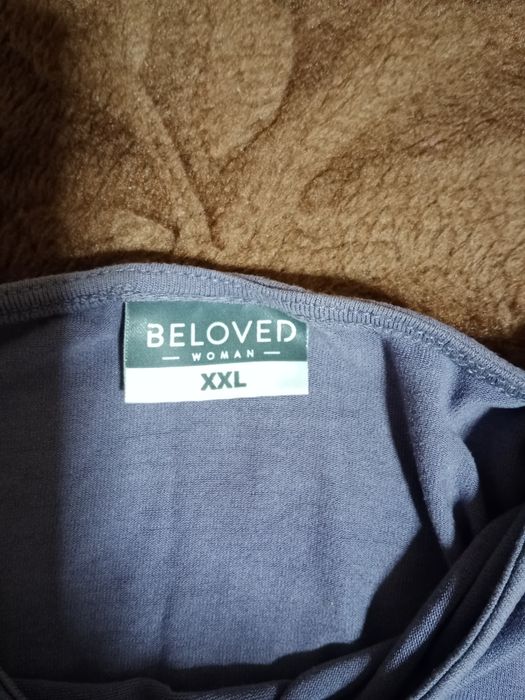 BELOVED
— WOMAN —
XXL